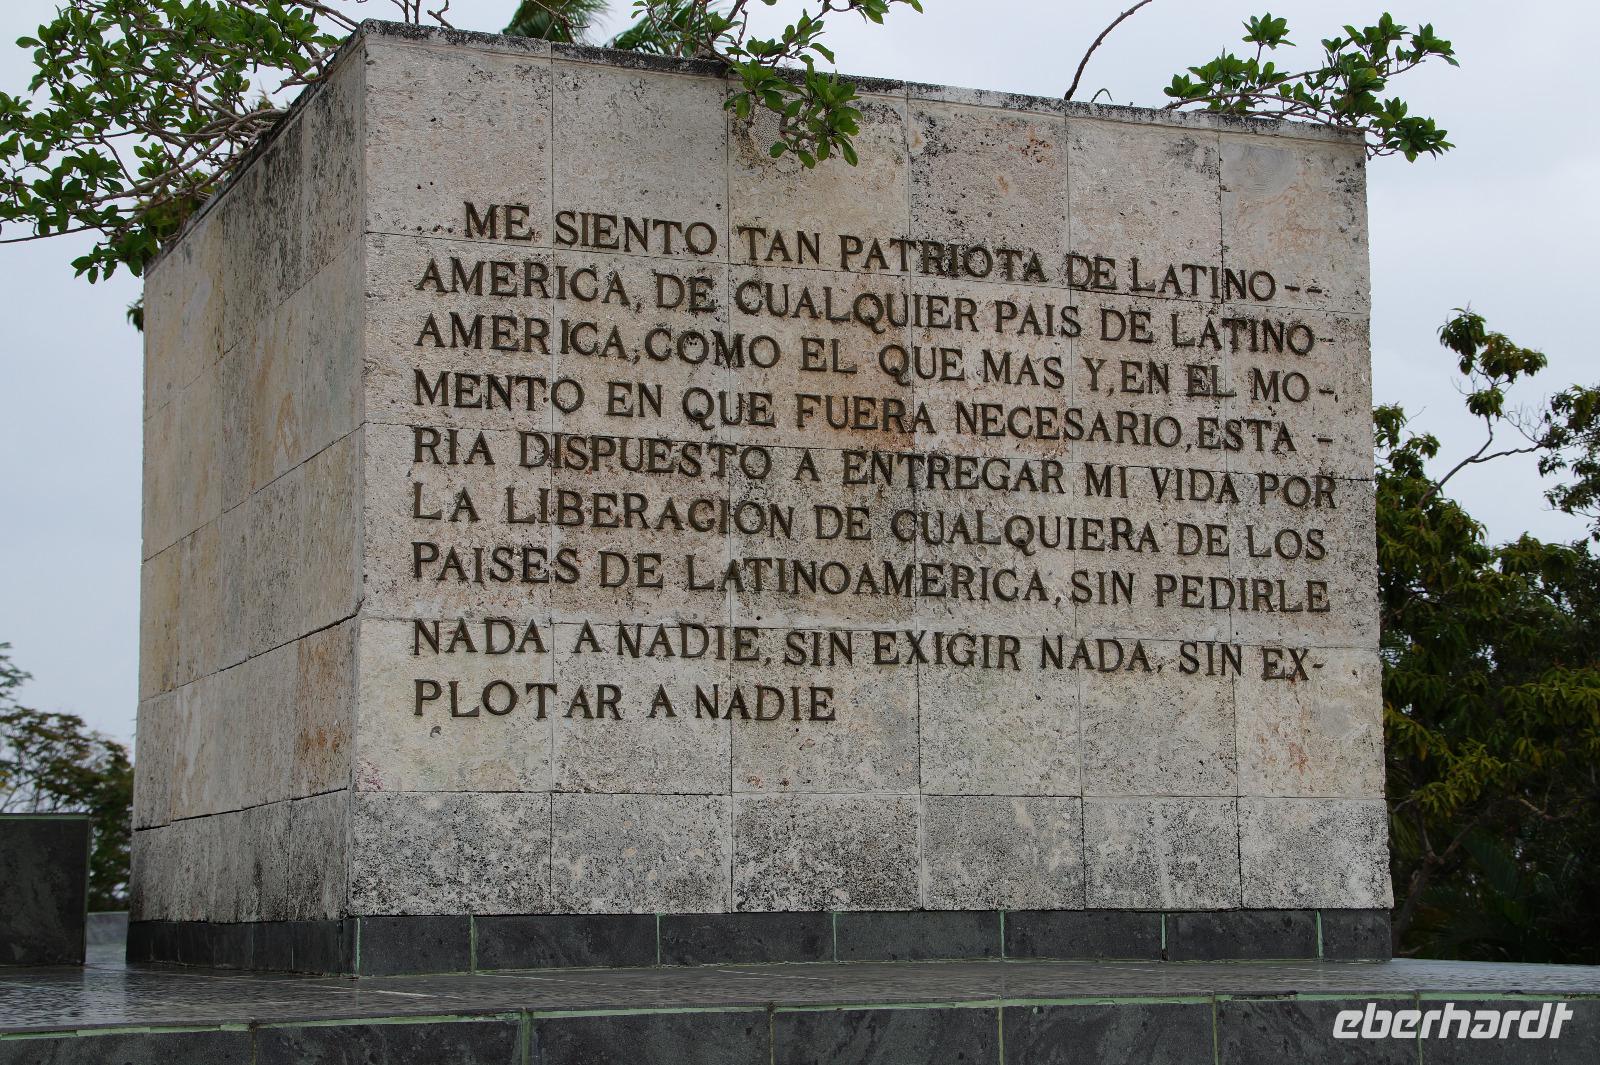 ...ME SIENTO TAN PATRIOTA DE LATINO--
AMERICA, DE CUALQUIER PAIS DE LATINO-
AMERICA, COMO EL QUE MAS Y, EN EL MO-
MENTO EN QUE FUERA NECESARIO, ESTA-
RIA DISPUESTO A ENTREGAR MI VIDA POR
LA LIBERACION DE CUALQUIERA DE LOS
PAISES DE LATINOAMERICA, SIN PEDIRLE
NADA A NADIE, SIN EXIGIR NADA, SIN EX-
PLOTAR A NADIE
eberhardt